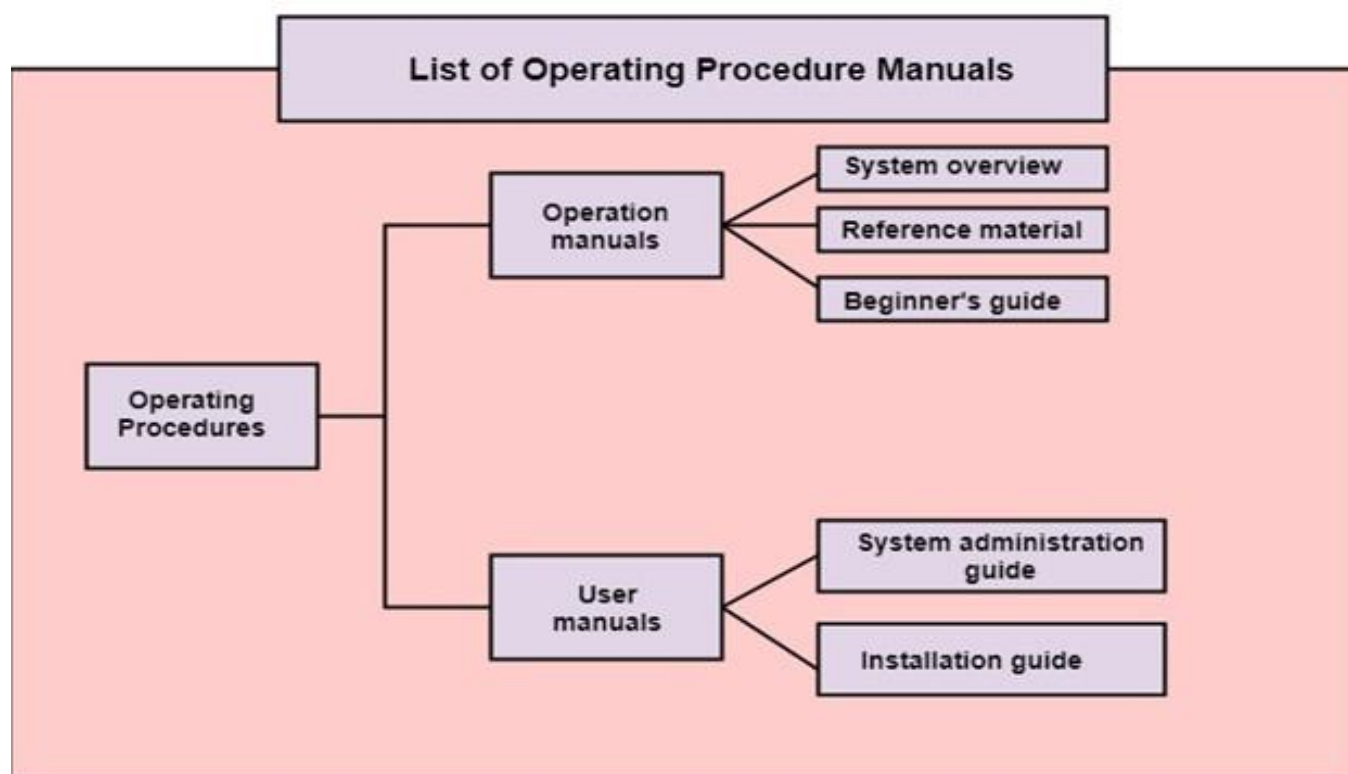 List of Operating Procedure Manuals
System overview
Operation
manuals
Reference material
Beginner's guide
Operating
Procedures
System administration
guide
User
manuals
Installation guide